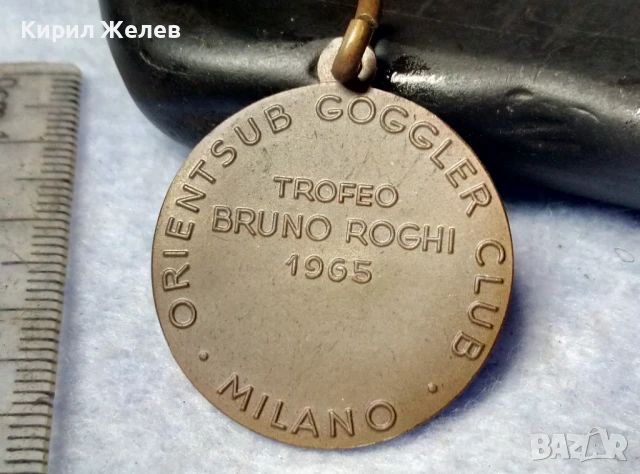 Кирил Желев
ORIENTSUB GOGGLER CLUB
TROFEO
BRUNO ROGHI
1965
· MILANO ·
BAZAR